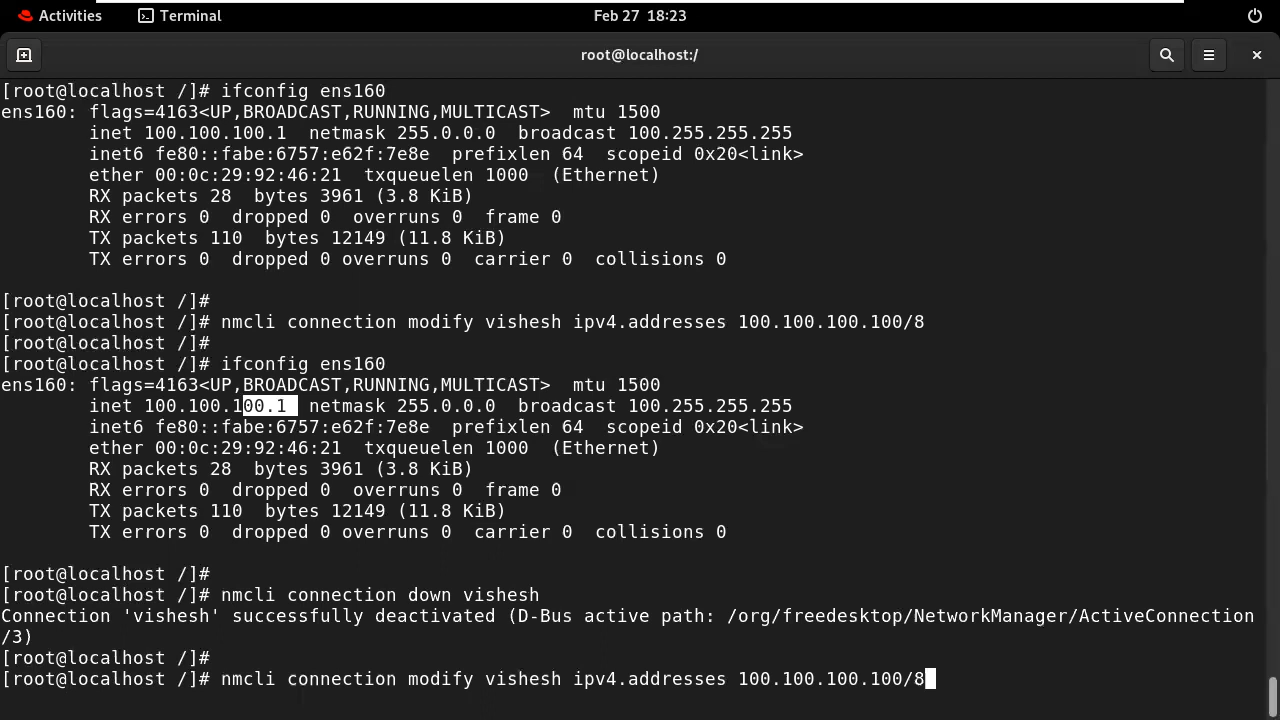 Activities Terminal Feb 27 18:23
root@localhost:/
[root@localhost /]# ifconfig ens160
ens160: flags=4163<UP,BROADCAST,RUNNING,MULTICAST>  mtu 1500
        inet 100.100.100.1  netmask 255.0.0.0  broadcast 100.255.255.255
        inet6 fe80::fabe:6757:e62f:7e8e  prefixlen 64  scopeid 0x20<link>
        ether 00:0c:29:92:46:21  txqueuelen 1000  (Ethernet)
        RX packets 28  bytes 3961 (3.8 KiB)
        RX errors 0  dropped 0  overruns 0  frame 0
        TX packets 110  bytes 12149 (11.8 KiB)
        TX errors 0  dropped 0 overruns 0  carrier 0  collisions 0
[root@localhost /]#
[root@localhost /]# nmcli connection modify vishesh ipv4.addresses 100.100.100.100/8
[root@localhost /]#
[root@localhost /]# ifconfig ens160
ens160: flags=4163<UP,BROADCAST,RUNNING,MULTICAST>  mtu 1500
        inet 100.100.100.1  netmask 255.0.0.0  broadcast 100.255.255.255
        inet6 fe80::fabe:6757:e62f:7e8e  prefixlen 64  scopeid 0x20<link>
        ether 00:0c:29:92:46:21  txqueuelen 1000  (Ethernet)
        RX packets 28  bytes 3961 (3.8 KiB)
        RX errors 0  dropped 0  overruns 0  frame 0
        TX packets 110  bytes 12149 (11.8 KiB)
        TX errors 0  dropped 0 overruns 0  carrier 0  collisions 0
[root@localhost /]#
[root@localhost /]# nmcli connection down vishesh
Connection 'vishesh' successfully deactivated (D-Bus active path: /org/freedesktop/NetworkManager/ActiveConnection
/3)
[root@localhost /]#
[root@localhost /]# nmcli connection modify vishesh ipv4.addresses 100.100.100.100/8